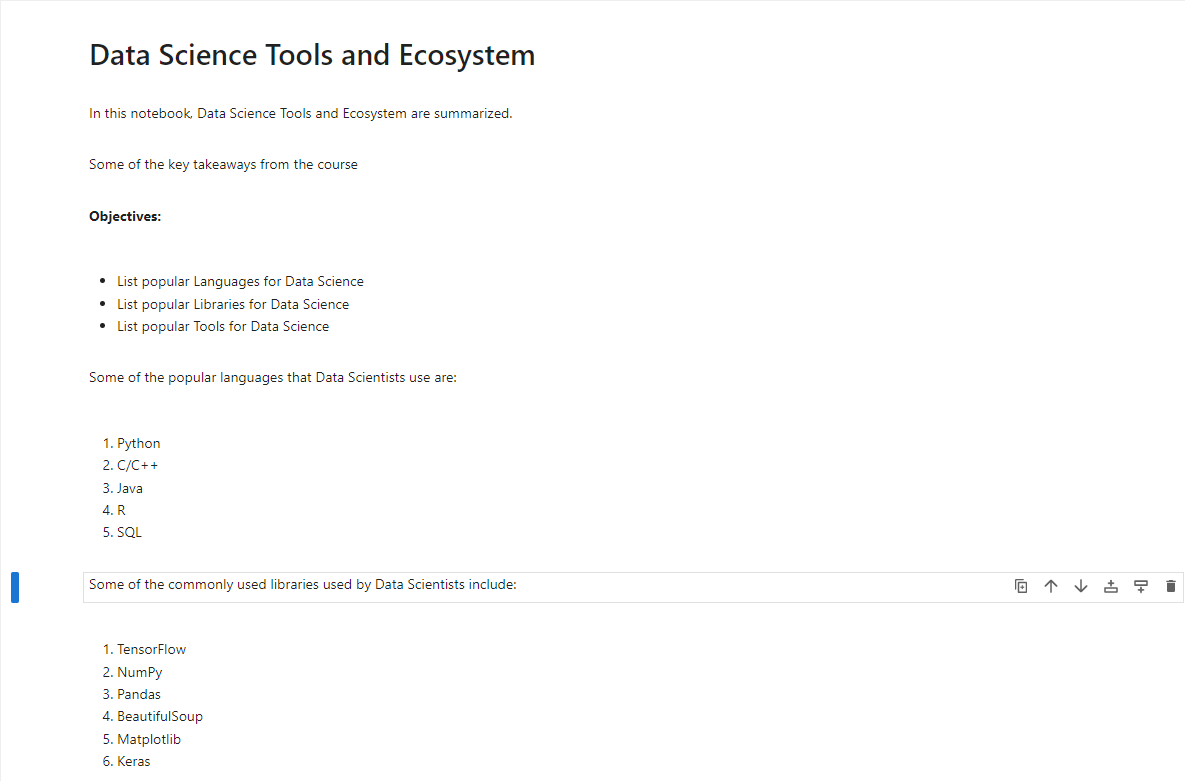 Data Science Tools and Ecosystem
In this notebook, Data Science Tools and Ecosystem are summarized.
Some of the key takeaways from the course
Objectives:
• List popular Languages for Data Science
• List popular Libraries for Data Science
• List popular Tools for Data Science
Some of the popular languages that Data Scientists use are:
1. Python
2. C/C++
3. Java
4. R
5. SQL
Some of the commonly used libraries used by Data Scientists include:
1. TensorFlow
2. NumPy
3. Pandas
4. BeautifulSoup
5. Matplotlib
6. Keras